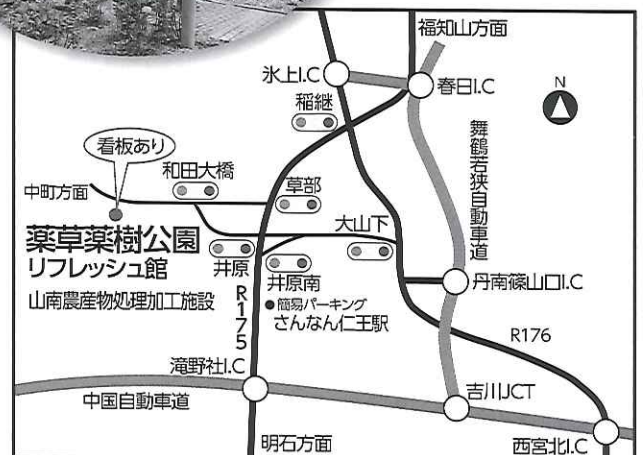 福知山方面
氷上I.C
春日I.C
N
稲継
舞鶴若狭自動車道
看板あり
和田大橋
中町方面
草部
大山下
薬草薬樹公園
リフレッシュ館
井原
井原南
丹南篠山口I.C
山南農産物処理加工施設
R175
●簡易パーキング
さんなん仁王駅
R176
滝野社I.C
中国自動車道
吉川JCT
明石方面
西宮北I.C